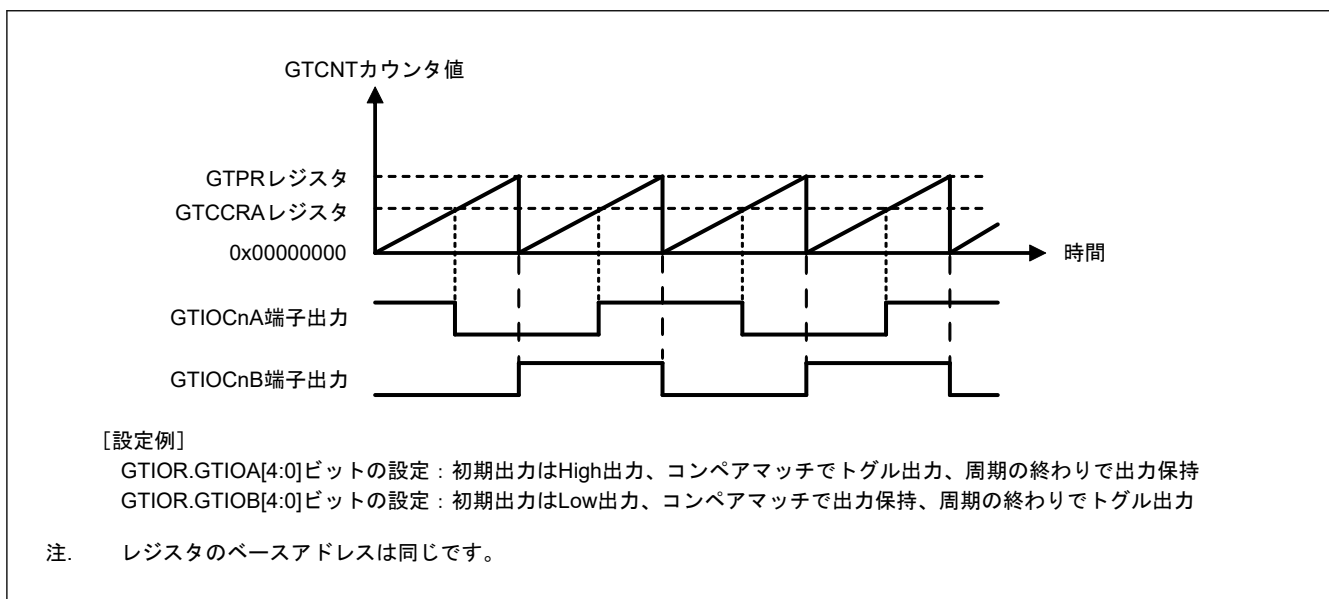 GTCNTカウンタ値
GTPRレジスタ
GTCCRAレジスタ
0x00000000
時間
GTIOCnA端子出力
GTIOCnB端子出力
［設定例］
GTIOR.GTIOA[4:0]ビットの設定：初期出力はHigh出力、コンペアマッチでトグル出力、周期の終わりで出力保持
GTIOR.GTIOB[4:0]ビットの設定：初期出力はLow出力、コンペアマッチで出力保持、周期の終わりでトグル出力
注. レジスタのベースアドレスは同じです。